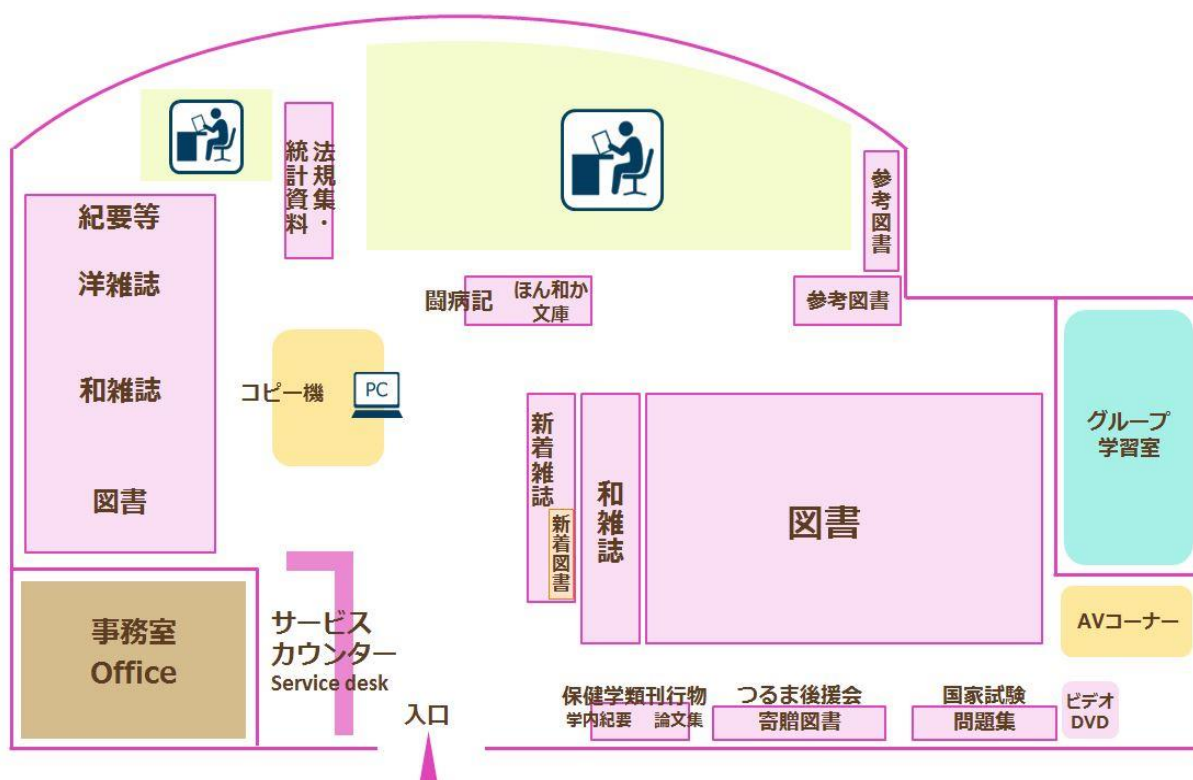 法規集・
統計資料
紀要等
洋雑誌
和雑誌
図書
参考図書
闘病記
ほん和か
文庫
参考図書
コピー機
PC
新着雑誌
新着図書
和雑誌
図書
グループ
学習室
AVコーナー
事務室
Office
サービス
カウンター
Service desk
入口
保健学類刊行物
学内紀要 論文集
つるま後援会
寄贈図書
国家試験
問題集
ビデオ
DVD